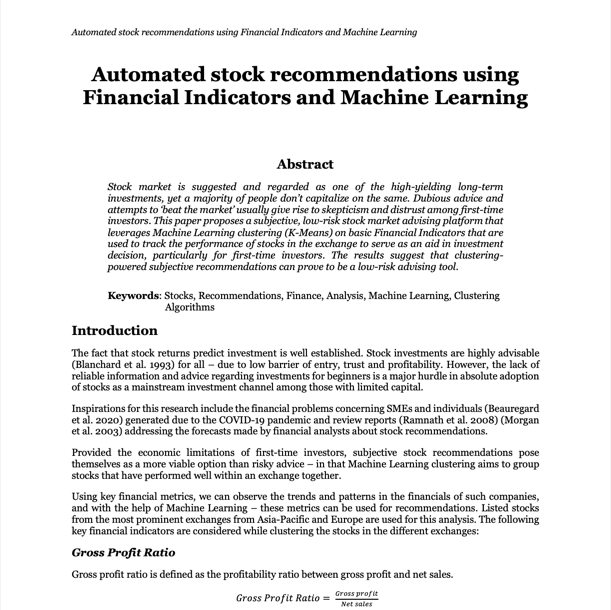 Automated stock recommendations using Financial Indicators and Machine Learning
Automated stock recommendations using
Financial Indicators and Machine Learning
Abstract
Stock market is suggested and regarded as one of the high-yielding long-term
investments, yet a majority of people don't capitalize on the same. Dubious advice and
attempts to 'beat the market' usually give rise to skepticism and distrust among first-time
investors. This paper proposes a subjective, low-risk stock market advising platform that
leverages Machine Learning clustering (K-Means) on basic Financial Indicators that are
used to track the performance of stocks in the exchange to serve as an aid in investment
decision, particularly for first-time investors. The results suggest that clustering-
powered subjective recommendations can prove to be a low-risk advising tool.
Keywords: Stocks, Recommendations, Finance, Analysis, Machine Learning, Clustering
Algorithms
Introduction
The fact that stock returns predict investment is well established. Stock investments are highly advisable
(Blanchard et al. 1993) for all – due to low barrier of entry, trust and profitability. However, the lack of
reliable information and advice regarding investments for beginners is a major hurdle in absolute adoption
of stocks as a mainstream investment channel among those with limited capital.
Inspirations for this research include the financial problems concerning SMEs and individuals (Beauregard
et al. 2020) generated due to the COVID-19 pandemic and review reports (Ramnath et al. 2008) (Morgan
et al. 2003) addressing the forecasts made by financial analysts about stock recommendations.
Provided the economic limitations of first-time investors, subjective stock recommendations pose
themselves as a more viable option than risky advice – in that Machine Learning clustering aims to group
stocks that have performed well within an exchange together.
Using key financial metrics, we can observe the trends and patterns in the financials of such companies,
and with the help of Machine Learning – these metrics can be used for recommendations. Listed stocks
from the most prominent exchanges from Asia-Pacific and Europe are used for this analysis. The following
key financial indicators are considered while clustering the stocks in the different exchanges:
Gross Profit Ratio
Gross profit ratio is defined as the profitability ratio between gross profit and net sales.
Gross Profit Ratio = Gross profit
Net sales